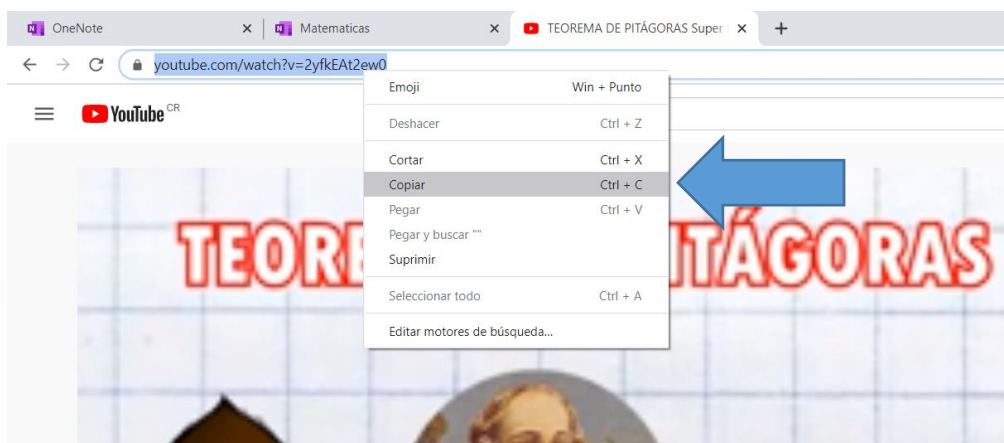 OneNote
Matematicas
TEOREMA DE PITÁGORAS Super
youtube.com/watch?v=2yfkEAt2ew0
YouTube CR
Emoji Win + Punto
Deshacer Ctrl + Z
Cortar Ctrl + X
Copiar Ctrl + C
Pegar Ctrl + V
Pegar y buscar ""
Suprimir
Seleccionar todo Ctrl + A
Editar motores de búsqueda...
TEORE ITÁGORAS